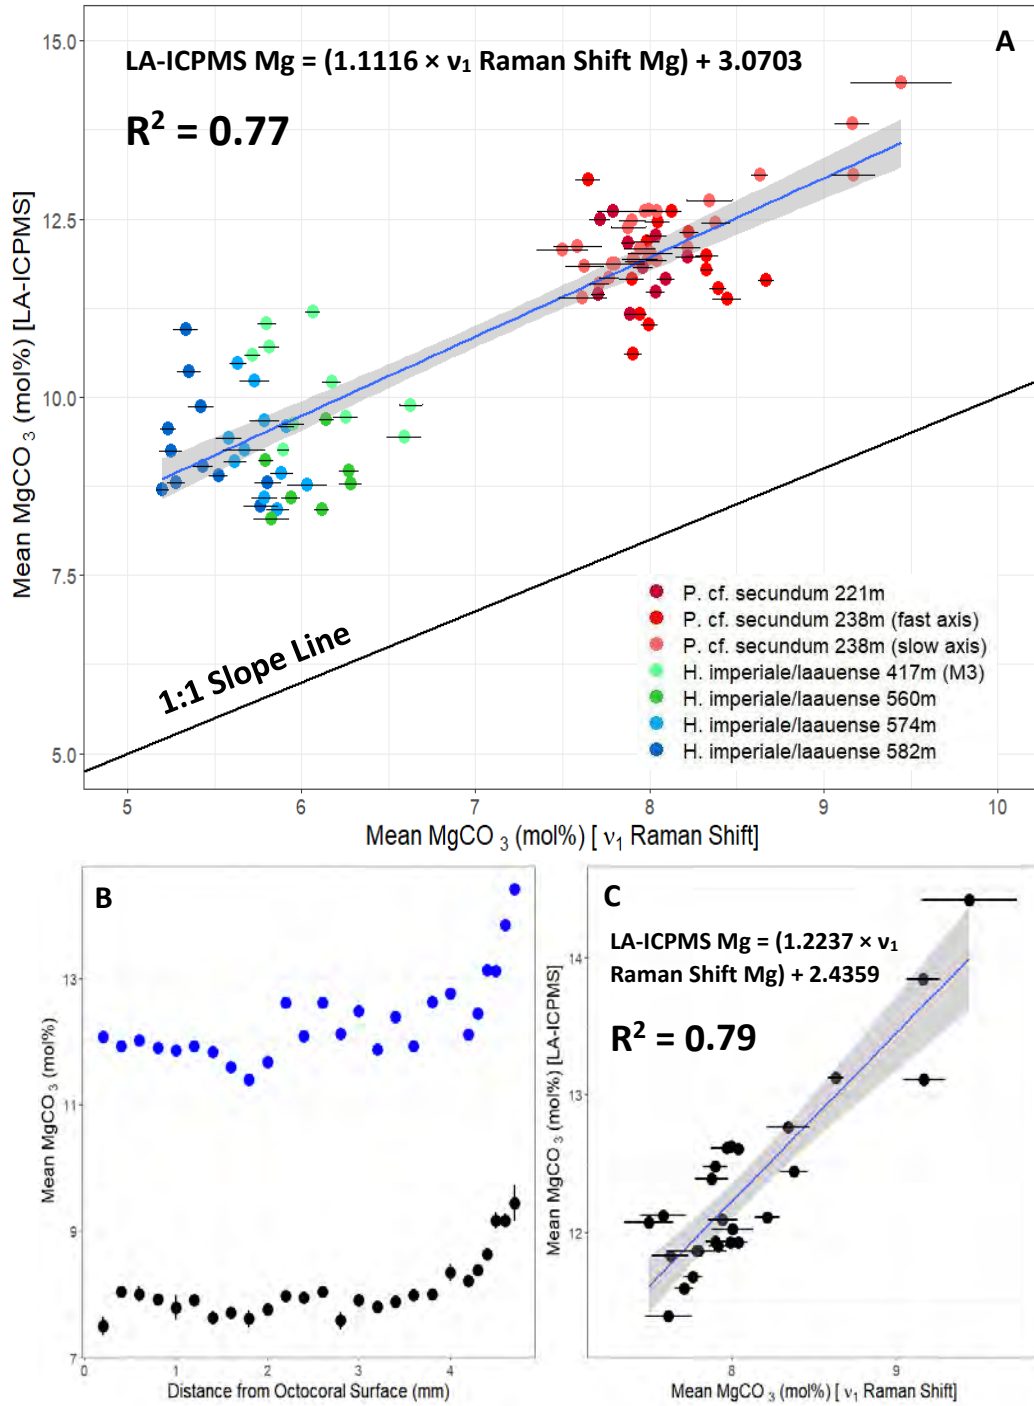 A
LA-ICPMS Mg = (1.1116 × ν₁ Raman Shift Mg) + 3.0703
R² = 0.77
15.0
12.5
10.0
7.5
5.0
Mean MgCO₃ (mol%) [LA-ICPMS]
1:1 Slope Line
P. cf. secundum 221m
P. cf. secundum 238m (fast axis)
P. cf. secundum 238m (slow axis)
H. imperiale/laauense 417m (M3)
H. imperiale/laauense 560m
H. imperiale/laauense 574m
H. imperiale/laauense 582m
5 6 7 8 9 10
Mean MgCO₃ (mol%) [ν₁ Raman Shift]
B
13
11
9
7
Mean MgCO₃ (mol%)
0 1 2 3 4
Distance from Octocoral Surface (mm)
C
LA-ICPMS Mg = (1.2237 × ν₁
Raman Shift Mg) + 2.4359
R² = 0.79
14
13
12
Mean MgCO₃ (mol%) [LA-ICPMS]
8 9
Mean MgCO₃ (mol%) [ν₁ Raman Shift]